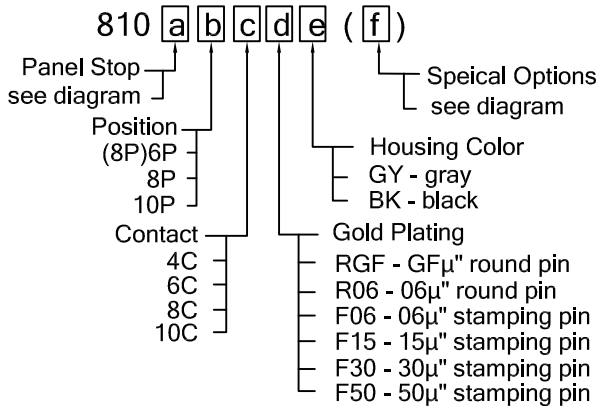 810 a b c d e ( f )
Panel Stop
see diagram
Speical Options
see diagram
Position
(8P)6P
8P
10P
Housing Color
GY - gray
BK - black
Contact
4C
6C
8C
10C
Gold Plating
RGF - GFµ" round pin
R06 - 06µ" round pin
F06 - 06µ" stamping pin
F15 - 15µ" stamping pin
F30 - 30µ" stamping pin
F50 - 50µ" stamping pin